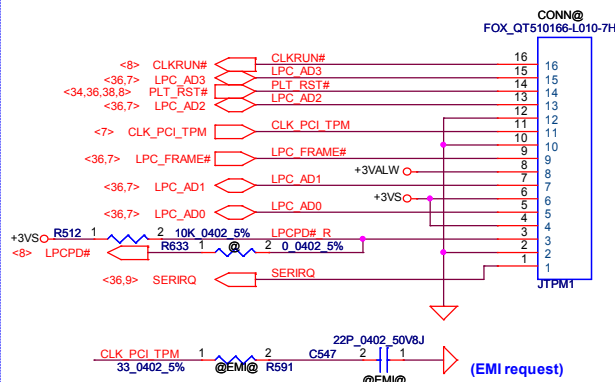 CONN@
FOX_QT510166-L010-7H
<8> CLKRUN# CLKRUN# 16 16
<36,7> LPC_AD3 LPC_AD3 15 15
<34,36,38,8> PLT_RST# PLT_RST# 14 14
<36,7> LPC_AD2 LPC_AD2 13 13
12 12
<7> CLK_PCI_TPM CLK_PCI_TPM 11 11
10 10
<36,7> LPC_FRAME# LPC_FRAME# 9 9
+3VALW 8 8
<36,7> LPC_AD1 LPC_AD1 7 7
+3VS 6 6
<36,7> LPC_AD0 LPC_AD0 5 5
4 4
+3VS R512 1 2 10K_0402_5% LPCPD#_R 3 3
<8> LPCPD# R633 1 @ 2 0_0402_5% 2 2
<36,9> SERIRQ SERIRQ 1 1
JTPM1
CLK_PCI_TPM 1 2 22P_0402_50V8J
33_0402_5% @EMI@ R591 C547 2 1
@EMI@
(EMI request)